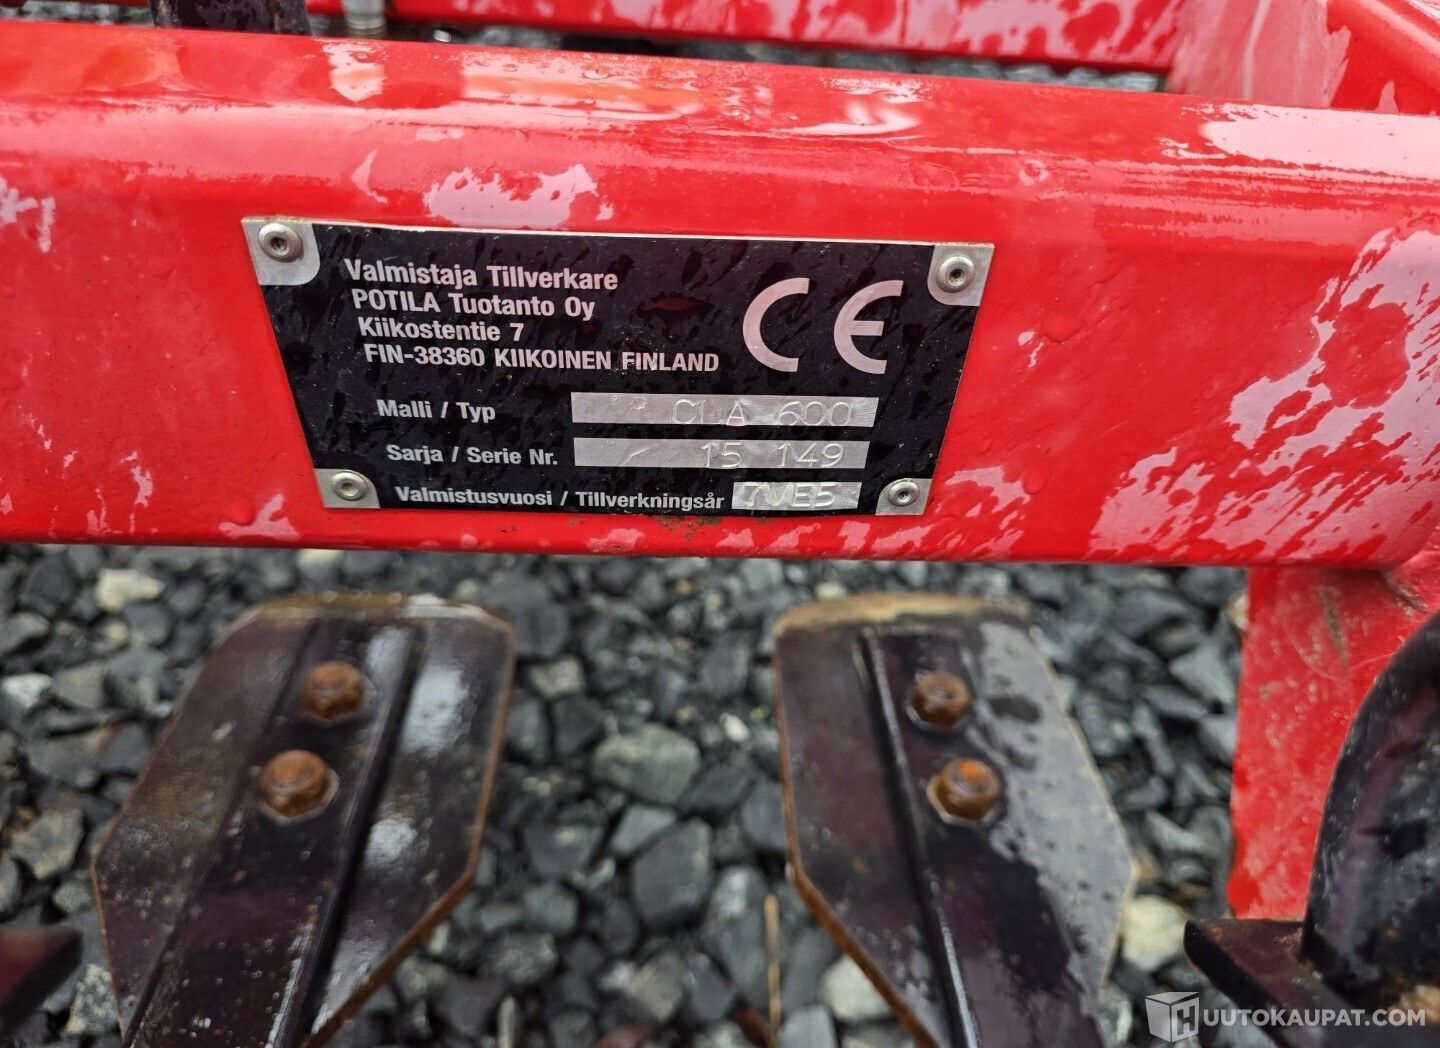 Valmistaja Tillverkare
POTILA Tuotanto Oy
Kiikostentie 7
FIN-38360 KIIKOINEN FINLAND
CE
Malli / Typ CLA 600
Sarja / Serie Nr. 15 149
Valmistusvuosi / Tillverkningsår
HUUTOKAUPAT.COM